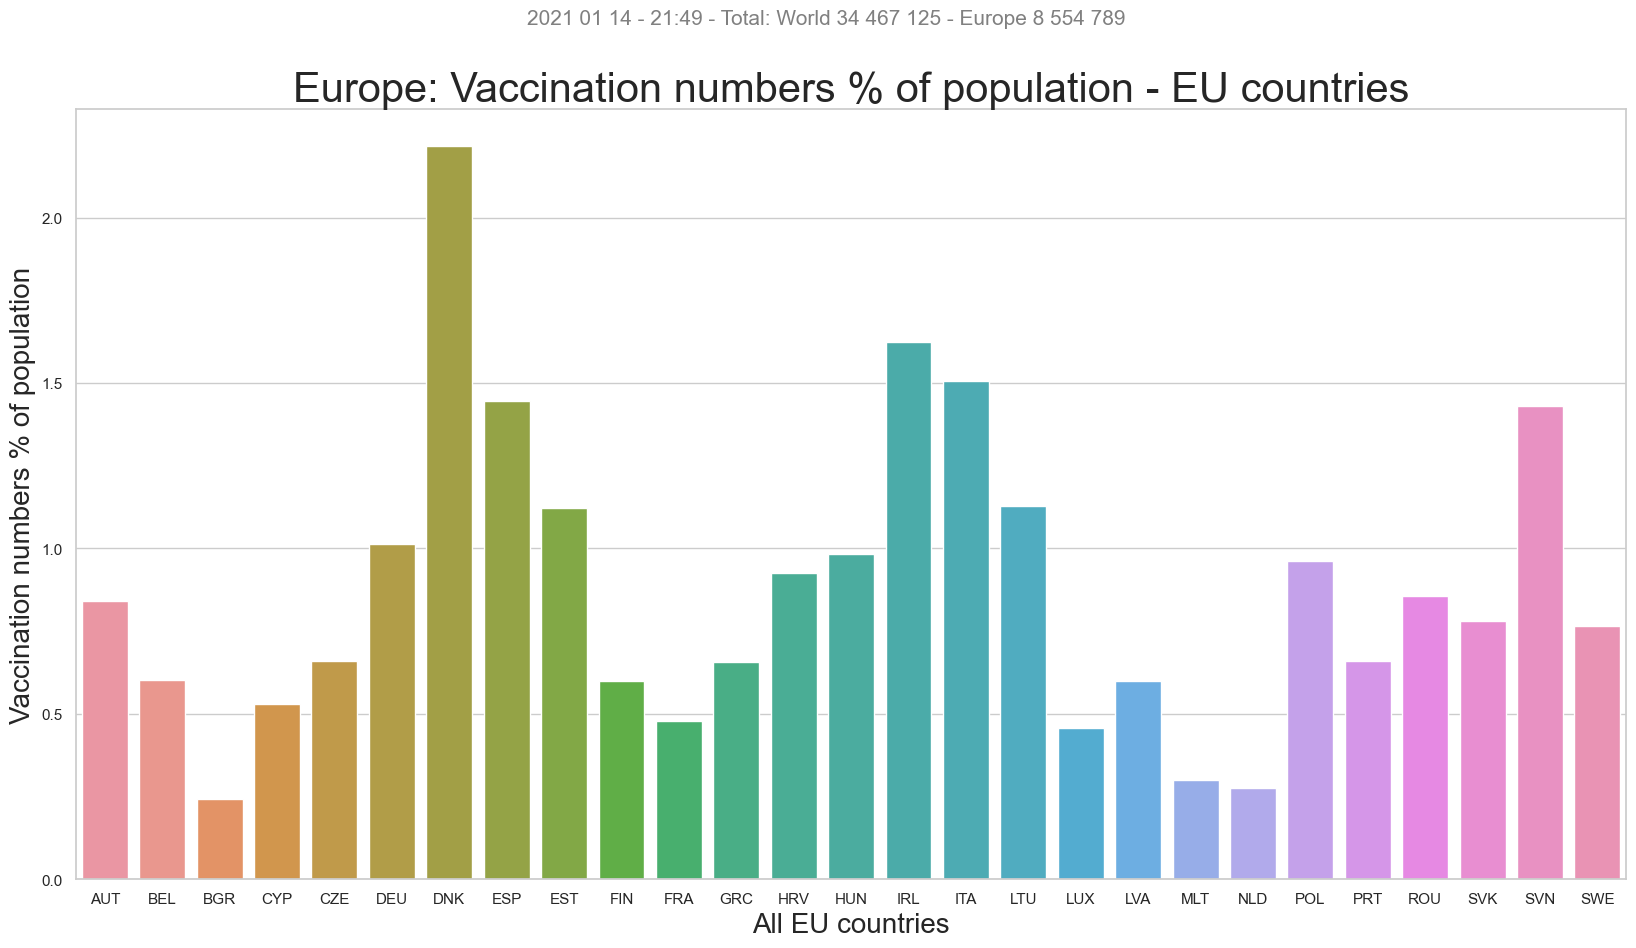 2021 01 14 - 21:49 - Total: World 34 467 125 - Europe 8 554 789
Europe: Vaccination numbers % of population - EU countries
Vaccination numbers % of population
2.0
1.5
1.0
0.5
0.0
AUT BEL BGR CYP CZE DEU DNK ESP EST FIN FRA GRC HRV HUN IRL ITA LTU LUX LVA MLT NLD POL PRT ROU SVK SVN SWE
All EU countries